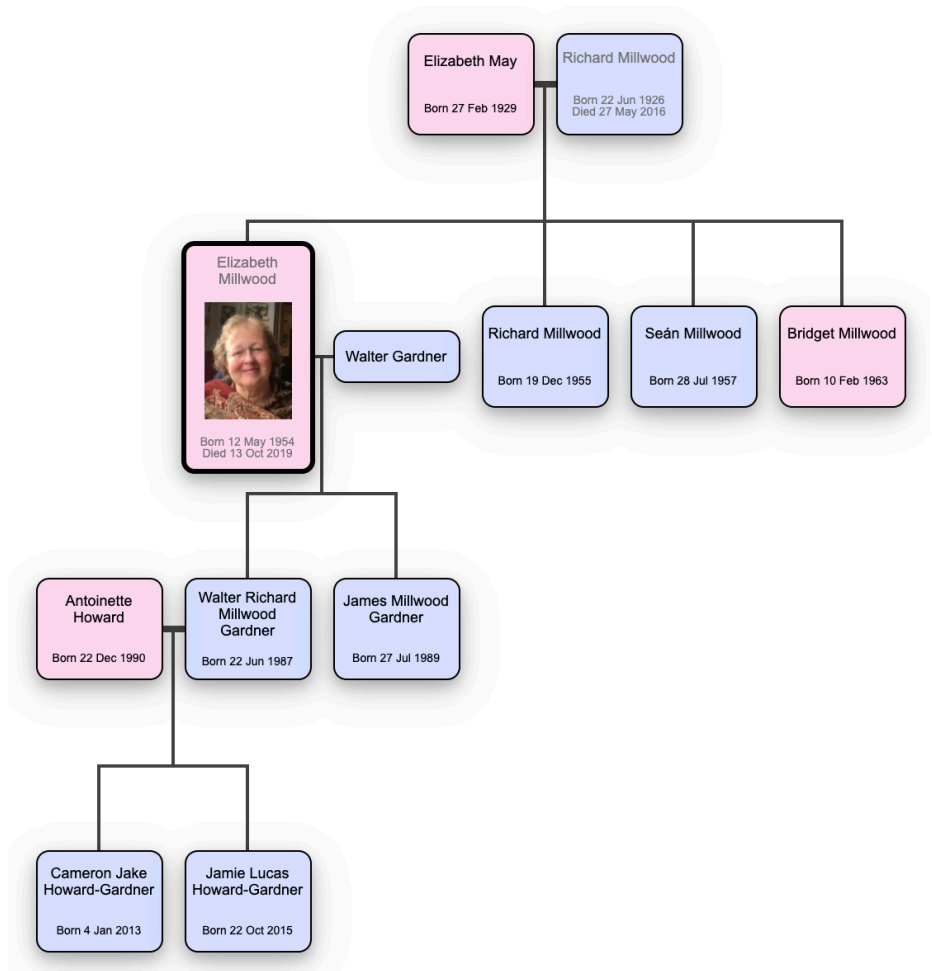 Elizabeth May
Born 27 Feb 1929
Richard Millwood
Born 22 Jun 1926
Died 27 May 2016
Elizabeth
Millwood
Born 12 May 1954
Died 13 Oct 2019
Walter Gardner
Richard Millwood
Born 19 Dec 1955
Seán Millwood
Born 28 Jul 1957
Bridget Millwood
Born 10 Feb 1963
Antoinette
Howard
Born 22 Dec 1990
Walter Richard
Millwood
Gardner
Born 22 Jun 1987
James Millwood
Gardner
Born 27 Jul 1989
Cameron Jake
Howard-Gardner
Born 4 Jan 2013
Jamie Lucas
Howard-Gardner
Born 22 Oct 2015